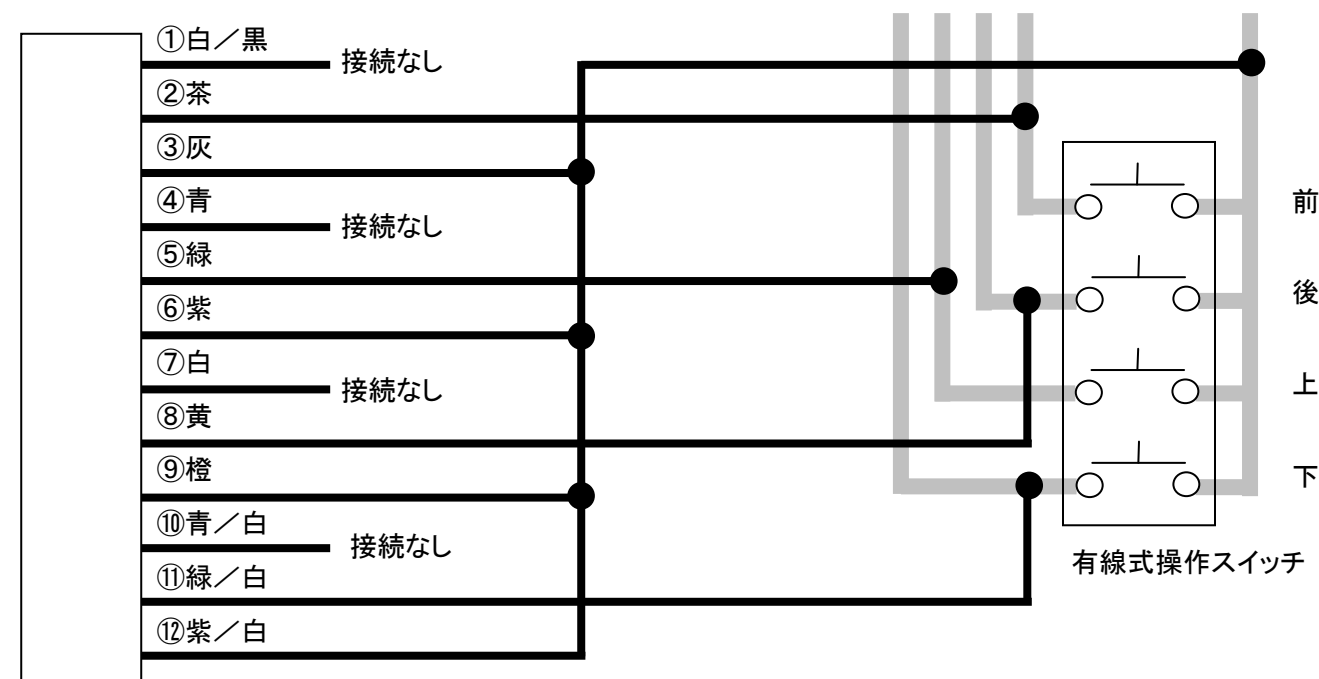 ①白／黒
接続なし
②茶
③灰
④青
接続なし
⑤緑
⑥紫
⑦白
接続なし
⑧黄
⑨橙
⑩青／白
接続なし
⑪緑／白
⑫紫／白
前
後
上
下
有線式操作スイッチ